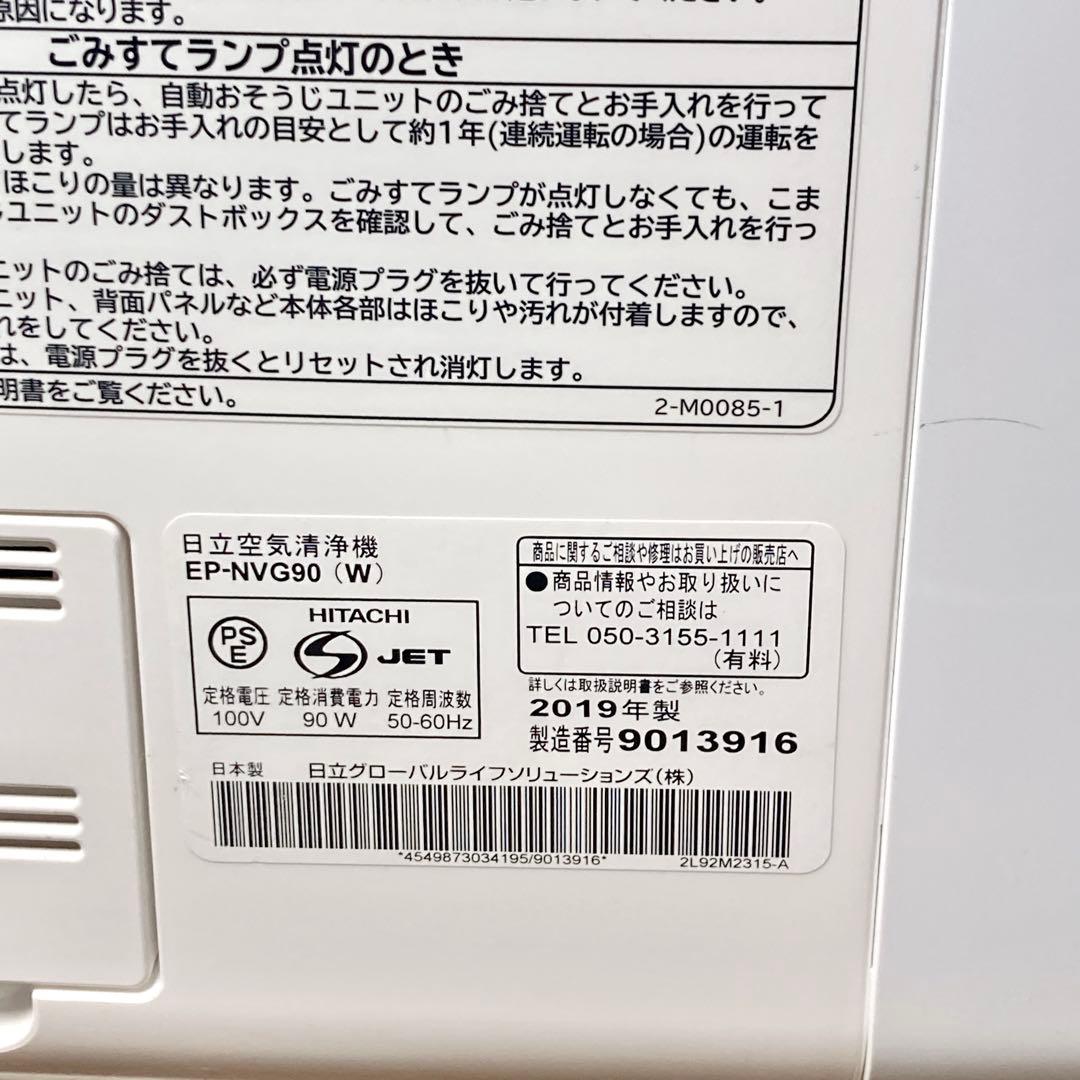 原因になります。
ごみすてランプ点灯のとき
点灯したら、自動おそうじユニットのごみ捨てとお手入れを行って
てランプはお手入れの目安として約1年(連続運転の場合)の運転を
します。
ほこりの量は異なります。ごみすてランプが点灯しなくても、こま
ユニットのダストボックスを確認して、ごみ捨てとお手入れを行っ
ニットのごみ捨ては、必ず電源プラグを抜いて行ってください。
ニット、背面パネルなど本体各部はほこりや汚れが付着しますので、
れをしてください。
は、電源プラグを抜くとリセットされ消灯します。
明書をご覧ください。
2-M0085-1
日立空気清浄機
EP-NVG90（W）
PS
E
HITACHI
S JET
定格電圧 定格消費電力 定格周波数
100V 90 W 50-60Hz
商品に関するご相談や修理はお買い上げの販売店へ
●商品情報やお取り扱いに
ついてのご相談は
TEL 050-3155-1111
（有料）
詳しくは取扱説明書をご参照ください。
2019年製
製造番号9013916
日本製 日立グローバルライフソリューションズ(株)
*4549873034195/9013916*
2L92M2315-A